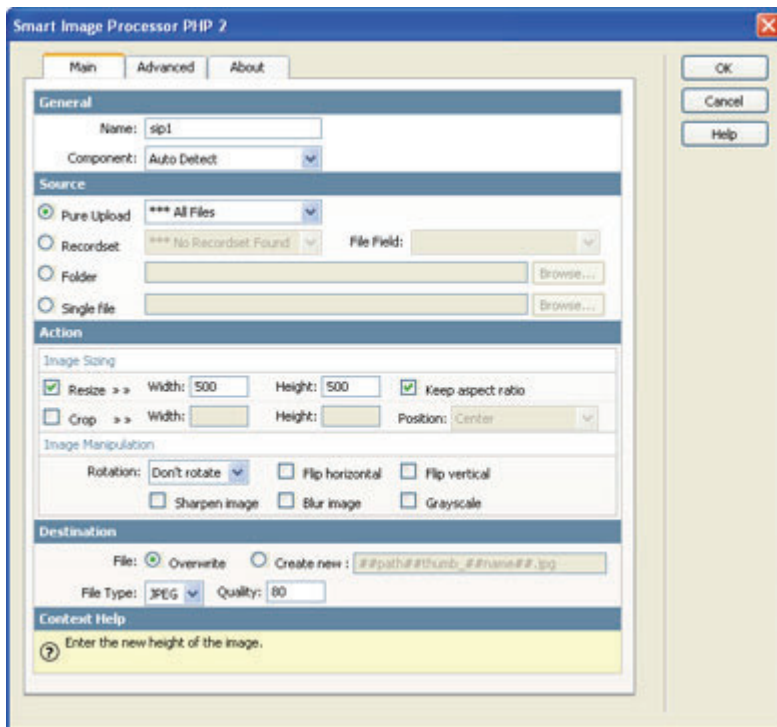 Smart Image Processor PHP 2
Main Advanced About
OK
Cancel
Help
General
Name: sip1
Component: Auto Detect
Source
Pure Upload *** All Files
Recordset *** No Recordset Found File Field:
Folder Browse...
Single file Browse...
Action
Image Sizing
Resize >> Width: 500 Height: 500 Keep aspect ratio
Crop >> Width: Height: Position: Center
Image Manipulation
Rotation: Don't rotate Flip horizontal Flip vertical
Sharpen image Blur image Grayscale
Destination
File: Overwrite Create new : ##path##thumb_##name##.jpg
File Type: JPEG Quality: 80
Context Help
Enter the new height of the image.